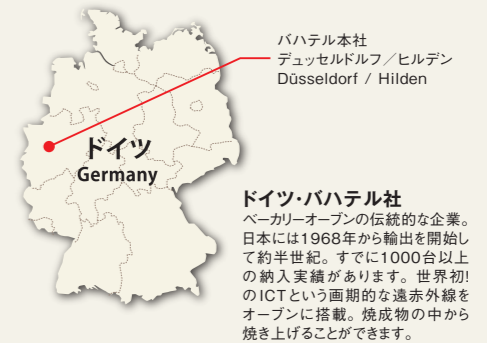 バハテル本社
デュッセルドルフ／ヒルデン
Düsseldorf / Hilden
ドイツ
Germany
ドイツ・バハテル社
ベーカリーオーブンの伝統的な企業。
日本には1968年から輸出を開始し
て約半世紀。すでに1000台以上
の納入実績があります。世界初!
のICTという画期的な遠赤外線を
オーブンに搭載。焼成物の中から
焼き上げることができます。